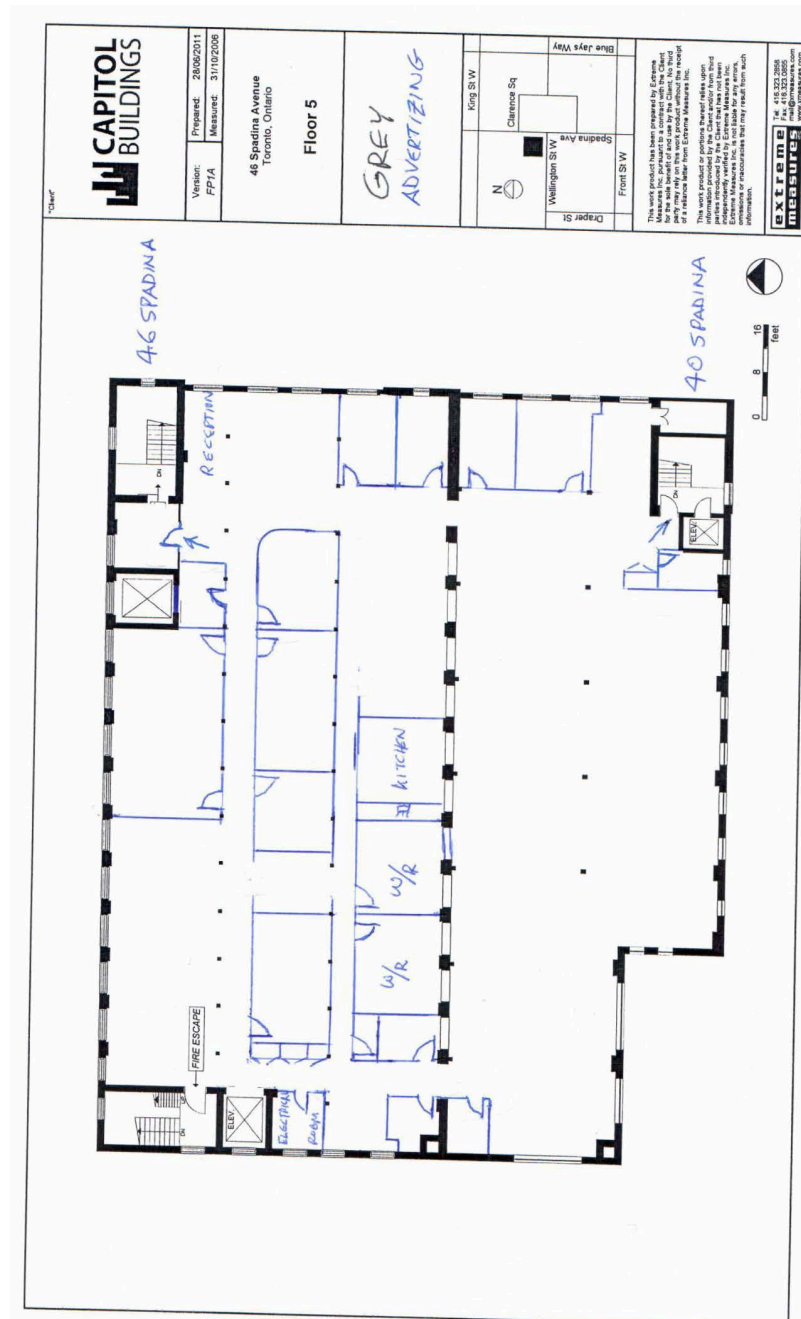 "Client"
CAPITOL
BUILDINGS
Version:
FP1A
Prepared: 28/06/2011
Measured: 31/10/2006
46 Spadina Avenue
Toronto, Ontario
Floor 5
GREY
ADVERTIZING
King St W
Clarence Sq
Blue Jays Way
N
Wellington St W
Spadina Ave
Draper St
Front St W
This work product has been prepared by Extreme
Measures Inc. pursuant to a contract with the Client
for the sole benefit of and use by the Client. No third
party may rely on this work product without the receipt
of a reliance letter from Extreme Measures Inc.
This work product or portions thereof relies upon
information provided by the Client and/or from third
parties introduced by the Client that has not been
independently verified by Extreme Measures Inc.
Extreme Measures Inc. is not liable for any errors,
omissions or inaccuracies that may result from such
information.
extreme
measures
Tel: 416.323.2858
Fax: 416.323.0895
mail@xmeasures.com
www.xmeasures.com
46 SPADINA
40 SPADINA
0 8 16
feet
RECEPTION
DN
DN
ELEV.
KITCHEN
W/R
W/R
FIRE ESCAPE
UP
DN
ELEV.
ELECTRICAL
ROOM